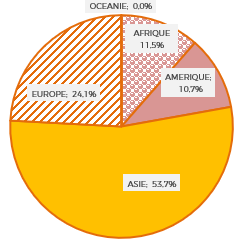 OCEANIE; 0,0%
AFRIQUE
11,5%
AMERIQUE;
10,7%
EUROPE; 24,1%
ASIE; 53,7%